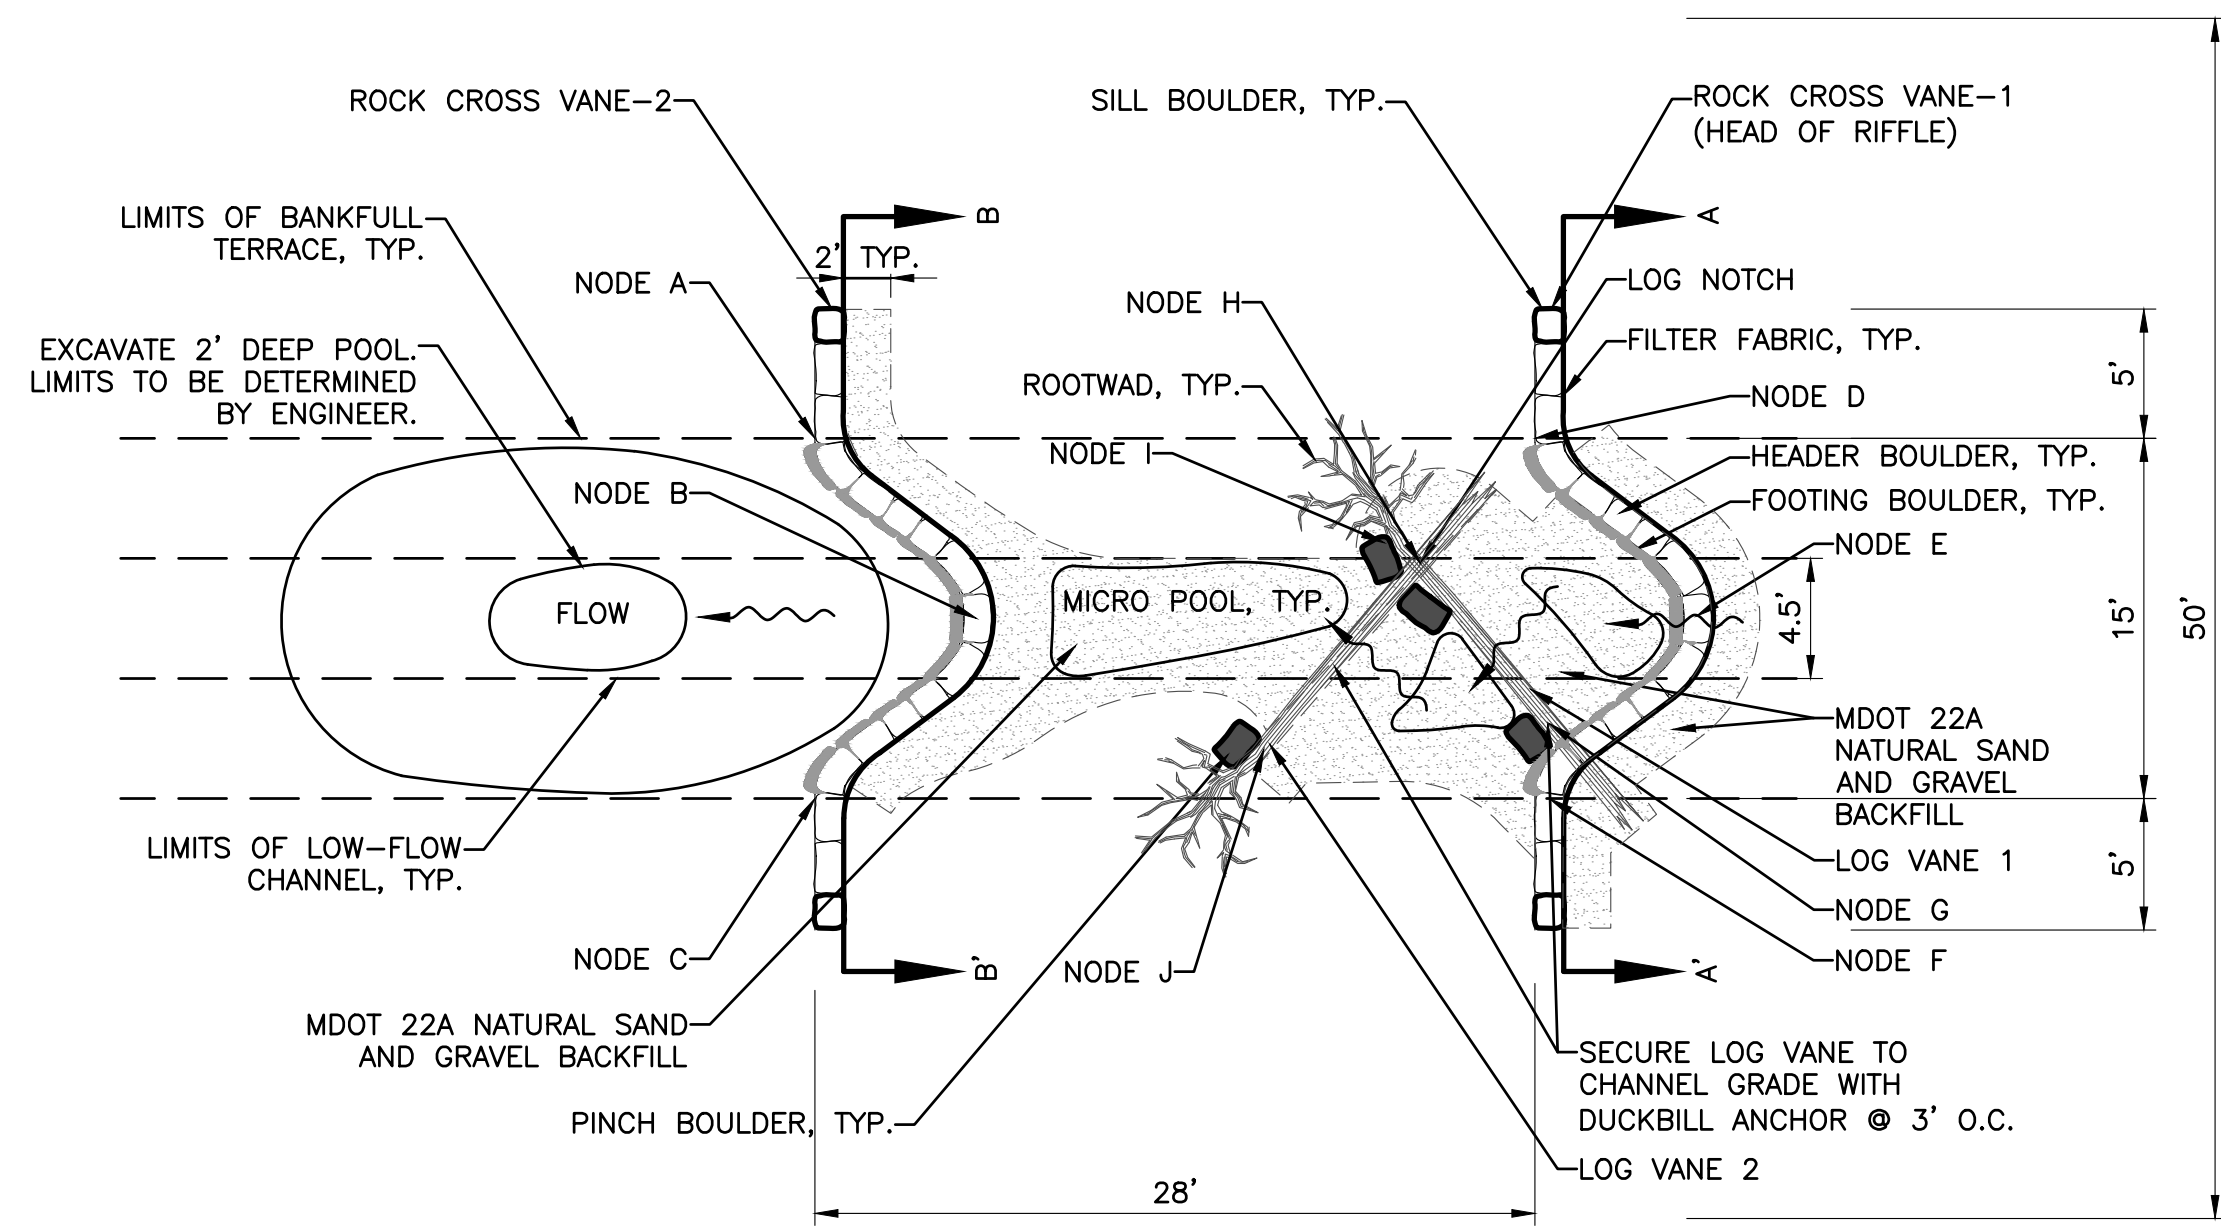 ROCK CROSS VANE-2
SILL BOULDER, TYP.
ROCK CROSS VANE-1
(HEAD OF RIFFLE)
LIMITS OF BANKFULL
TERRACE, TYP.
B
A
2' TYP.
NODE A
NODE H
LOG NOTCH
EXCAVATE 2' DEEP POOL.
LIMITS TO BE DETERMINED
BY ENGINEER.
FILTER FABRIC, TYP.
ROOTWAD, TYP.
5'
NODE D
NODE I
HEADER BOULDER, TYP.
NODE B
FOOTING BOULDER, TYP.
NODE E
FLOW
MICRO POOL, TYP.
4.5'
15'
50'
MDOT 22A
NATURAL SAND
AND GRAVEL
BACKFILL
LIMITS OF LOW-FLOW
CHANNEL, TYP.
LOG VANE 1
5'
NODE G
NODE C
NODE J
NODE F
B'
A'
MDOT 22A NATURAL SAND
AND GRAVEL BACKFILL
SECURE LOG VANE TO
CHANNEL GRADE WITH
DUCKBILL ANCHOR @ 3' O.C.
PINCH BOULDER, TYP.
LOG VANE 2
28'